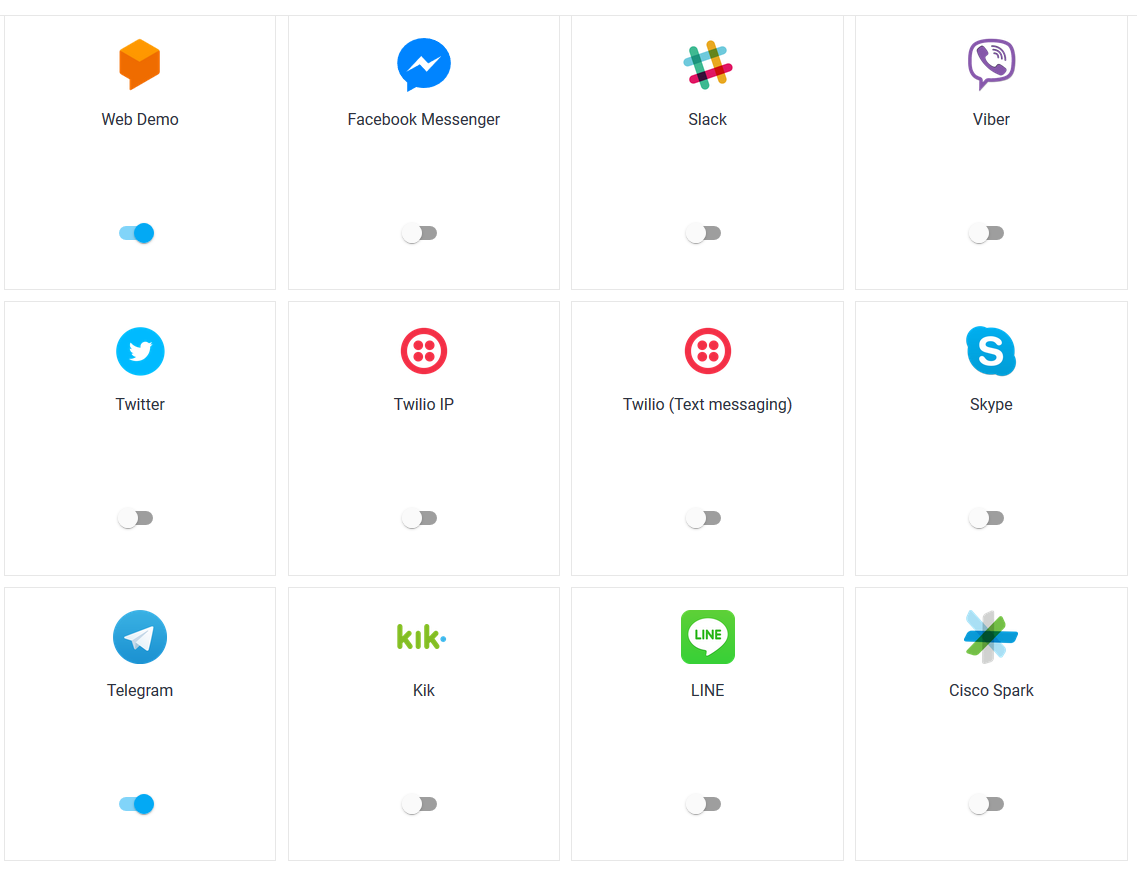 Web Demo
Facebook Messenger
Slack
Viber
Twitter
Twilio IP
Twilio (Text messaging)
S
Skype
Telegram
kik
Kik
LINE
LINE
Cisco Spark